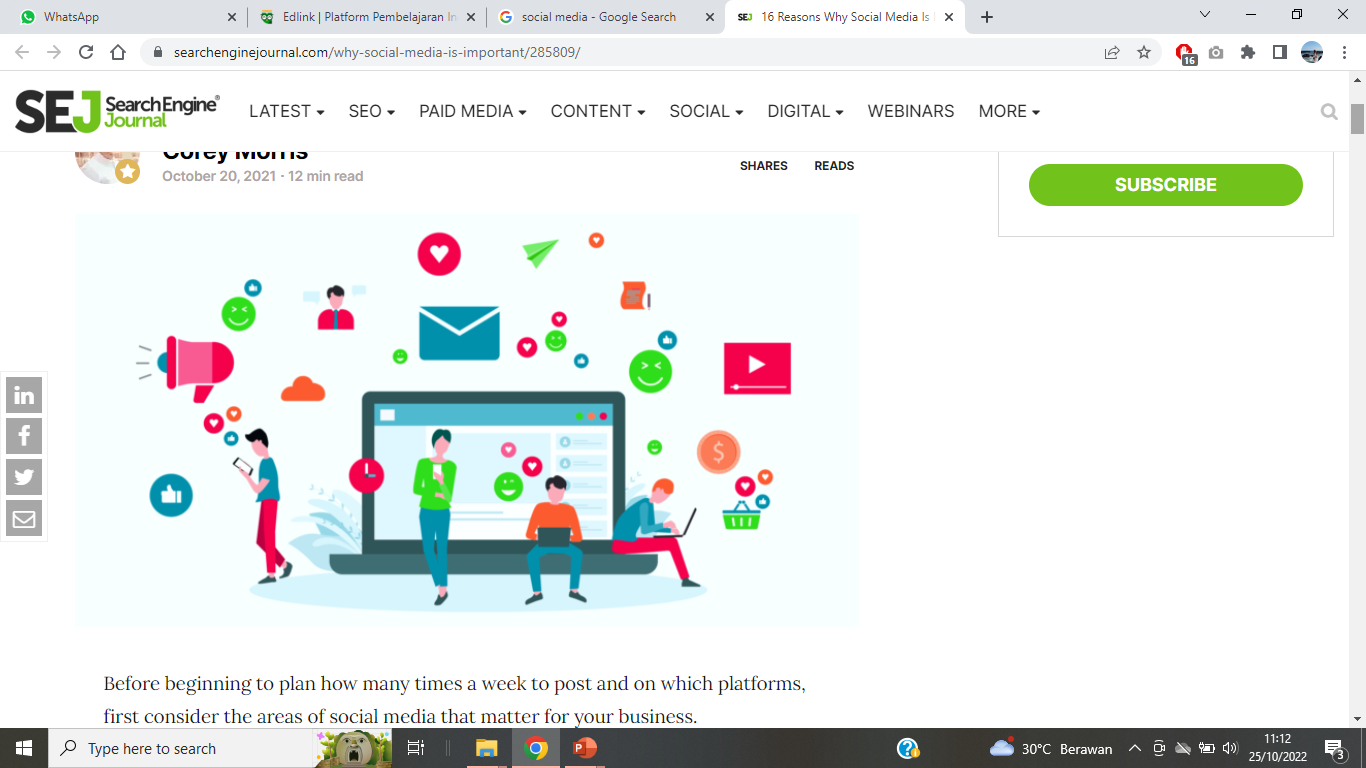 WhatsApp
Edlink | Platform Pembelajaran In
social media - Google Search
16 Reasons Why Social Media Is
searchenginejournal.com/why-social-media-is-important/285809/
16
SEJ Search Engine Journal
LATEST
SEO
PAID MEDIA
CONTENT
SOCIAL
DIGITAL
WEBINARS
MORE
Corey Morris
October 20, 2021 · 12 min read
SHARES
READS
SUBSCRIBE
Before beginning to plan how many times a week to post and on which platforms,
first consider the areas of social media that matter for your business.
Type here to search
30°C Berawan
11:12
25/10/2022
3